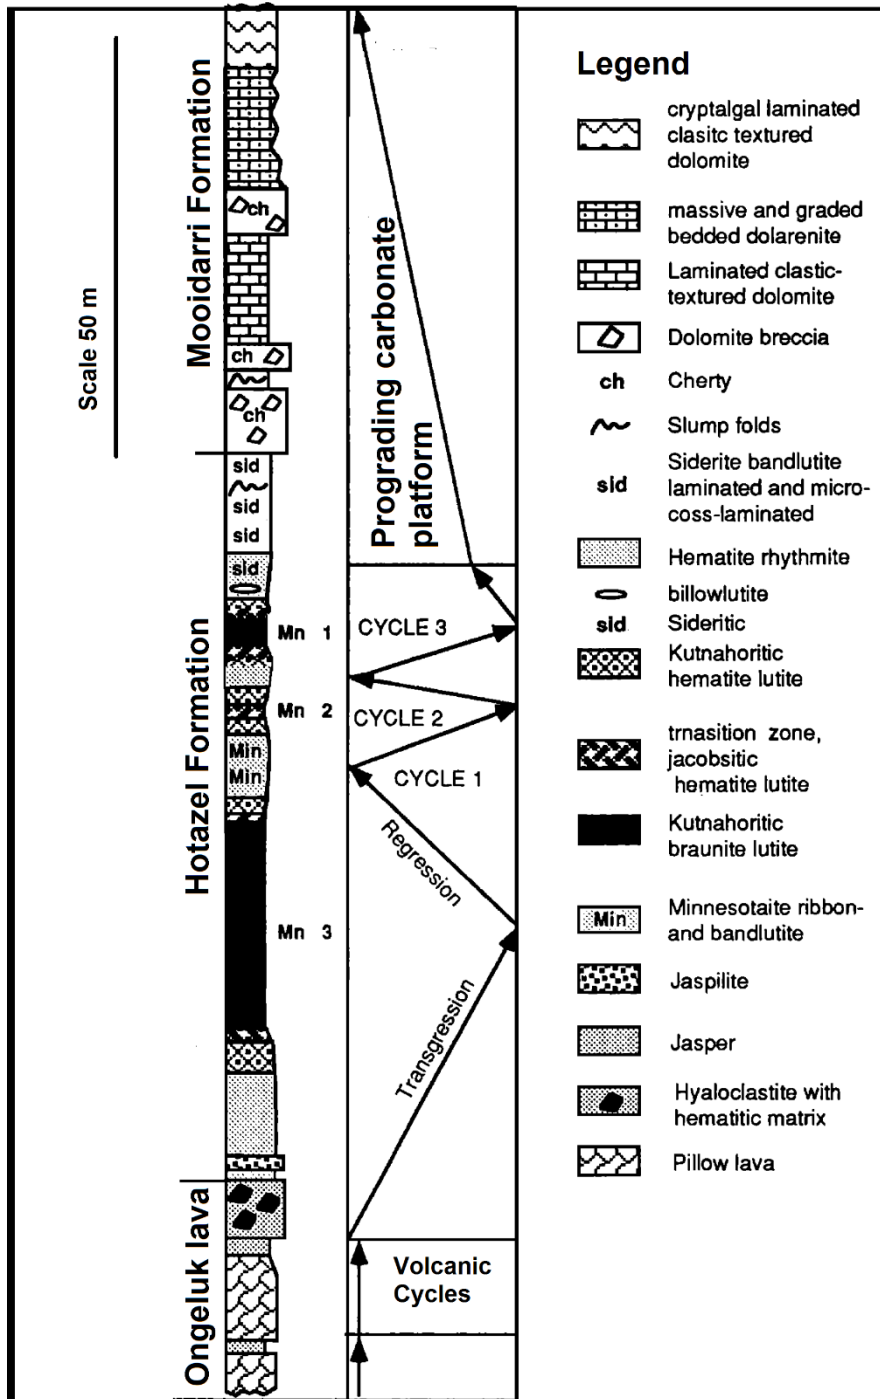 Scale 50 m
Mooidarri Formation
Hotazel Formation
Ongeluk lava
ch
ch
ch
sid
sid
sid
sid
Mn 1
Mn 2
Min
Min
Mn 3
Prograding carbonate
platform
CYCLE 3
CYCLE 2
CYCLE 1
Regression
Transgression
Volcanic
Cycles
Legend
cryptalgal laminated
clasitc textured
dolomite
massive and graded
bedded dolarenite
Laminated clastic-
textured dolomite
Dolomite breccia
ch Cherty
Slump folds
Siderite bandlutite
sid laminated and micro-
coss-laminated
Hematite rhythmite
billowlutite
sid Sideritic
Kutnahoritic
hematite lutite
trnasition zone,
jacobsitic
hematite lutite
Kutnahoritic
braunite lutite
Min Minnesotaite ribbon-
and bandlutite
Jaspilite
Jasper
Hyaloclastite with
hematitic matrix
Pillow lava